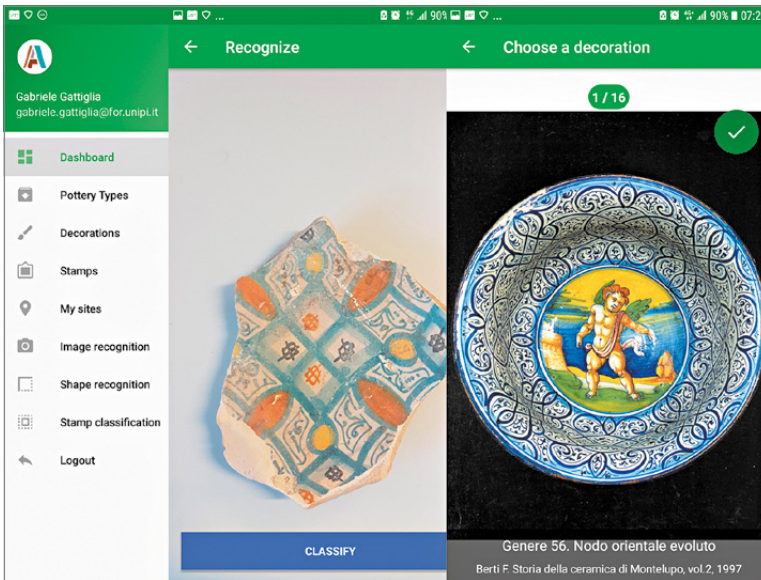 Gabriele Gattiglia
gabriele.gattiglia@for.unipi.it
Dashboard
Pottery Types
Decorations
Stamps
My sites
Image recognition
Shape recognition
Stamp classification
Logout
...
90%
Recognize
CLASSIFY
...
90% 07:2
Choose a decoration
1 / 16
Genere 56. Nodo orientale evoluto
Berti F. Storia della ceramica di Montelupo, vol.2, 1997